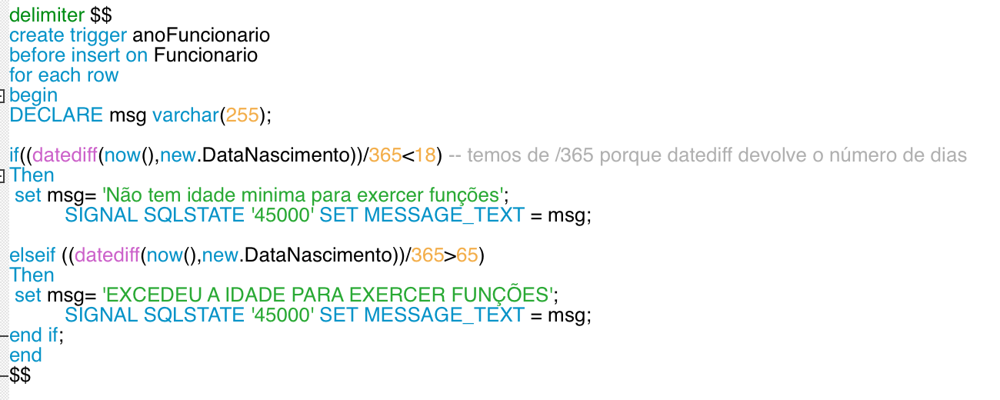 delimiter $$
create trigger anoFuncionario
before insert on Funcionario
for each row
begin
DECLARE msg varchar(255);
if((datediff(now(),new.DataNascimento))/365<18) -- temos de /365 porque datediff devolve o número de dias
Then
set msg= 'Não tem idade minima para exercer funções';
SIGNAL SQLSTATE '45000' SET MESSAGE_TEXT = msg;
elseif ((datediff(now(),new.DataNascimento))/365>65)
Then
set msg= 'EXCEDEU A IDADE PARA EXERCER FUNÇÕES';
SIGNAL SQLSTATE '45000' SET MESSAGE_TEXT = msg;
end if;
end
$$